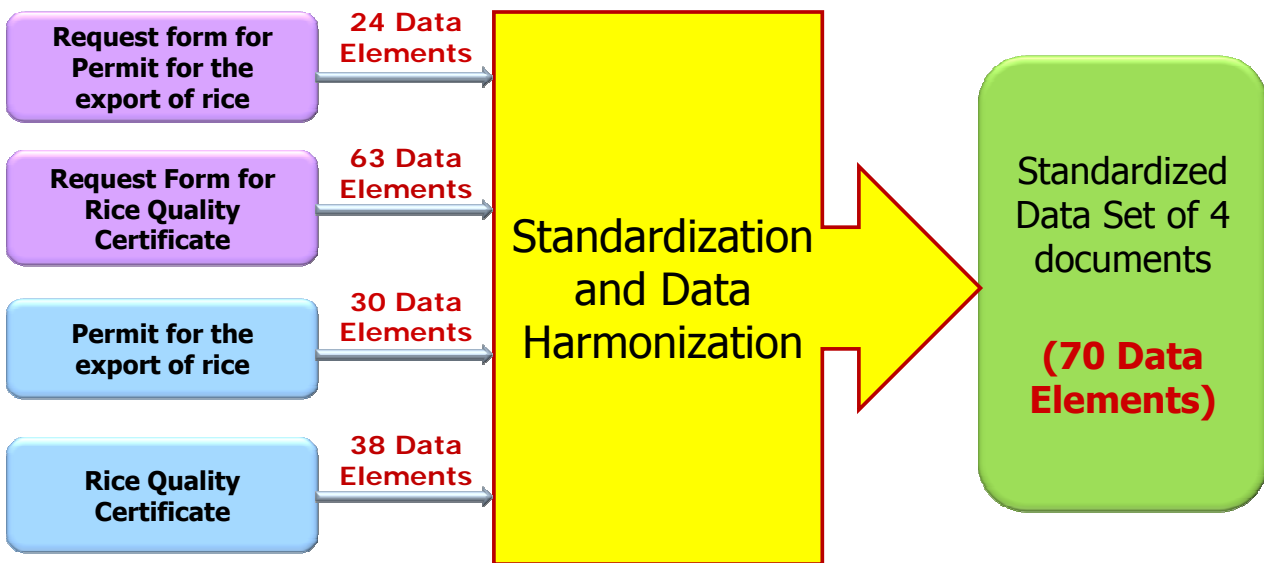 Request form for
Permit for the
export of rice
24 Data
Elements
Request Form for
Rice Quality
Certificate
63 Data
Elements
Permit for the
export of rice
30 Data
Elements
Rice Quality
Certificate
38 Data
Elements
Standardization
and Data
Harmonization
Standardized
Data Set of 4
documents
(70 Data
Elements)